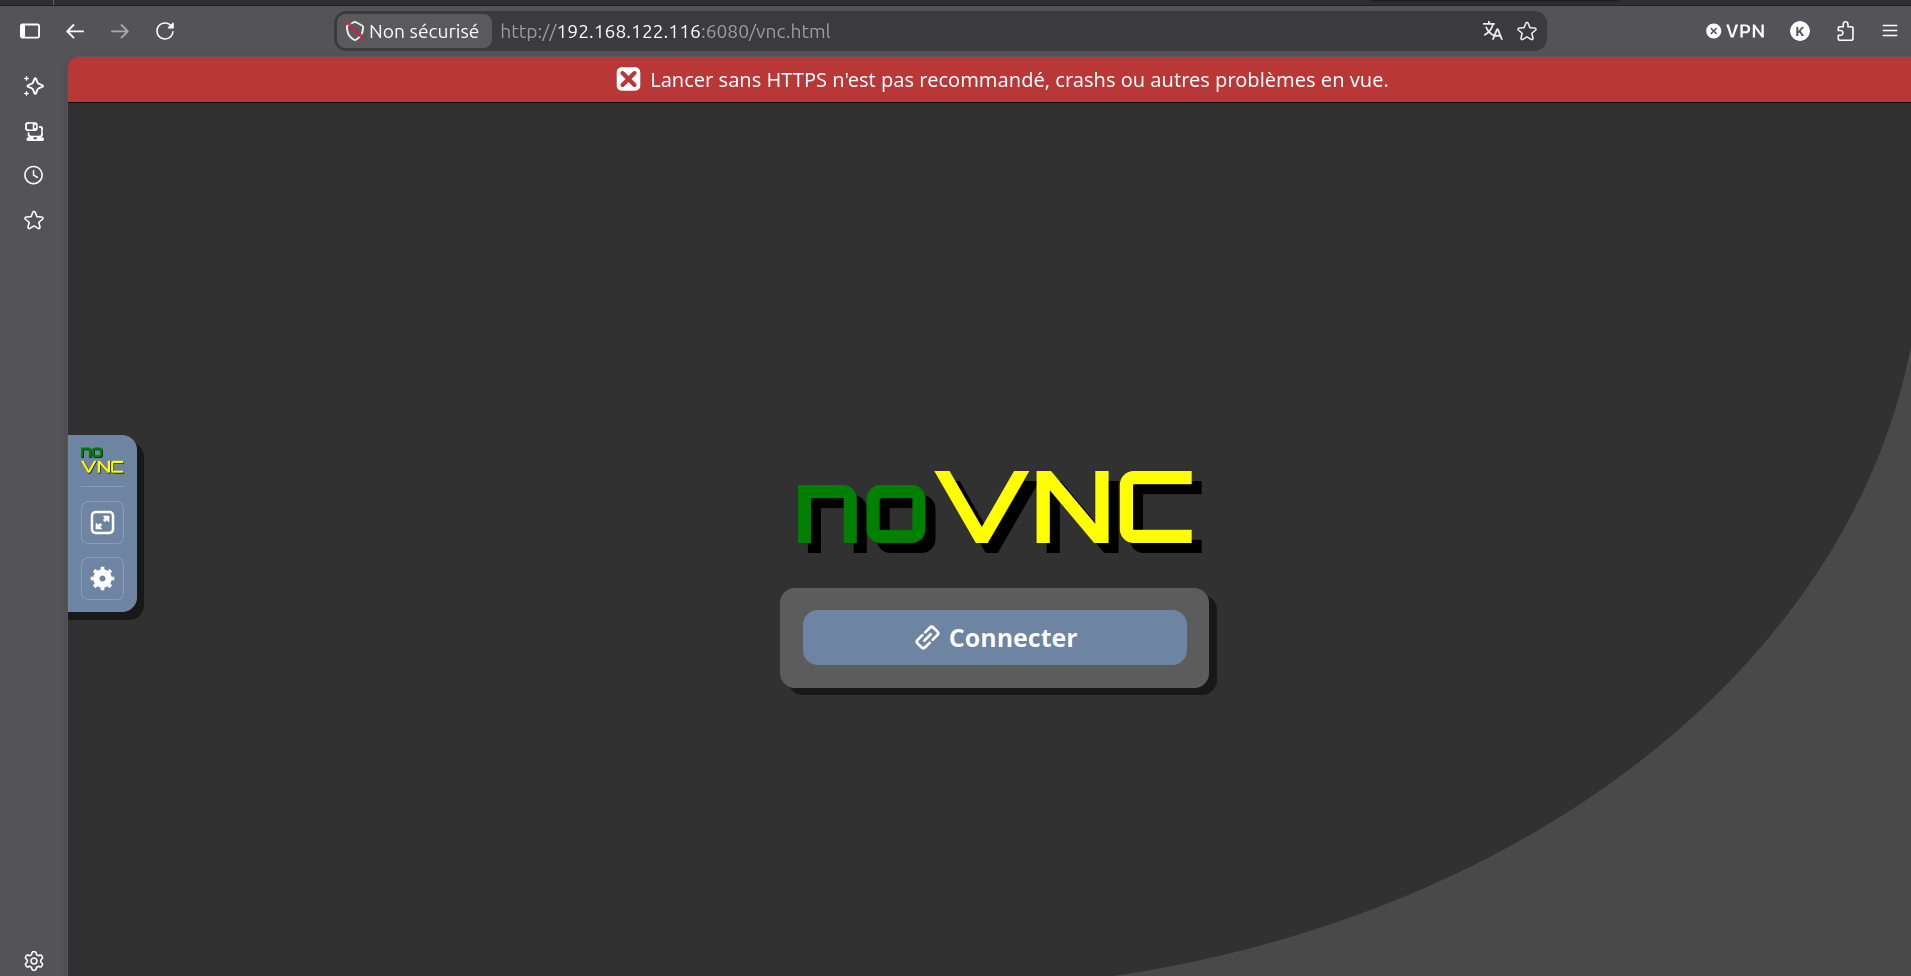 Non sécurisé http://192.168.122.116:6080/vnc.html VPN K
Lancer sans HTTPS n'est pas recommandé, crashs ou autres problèmes en vue.
no
VNC
noVNC
Connecter